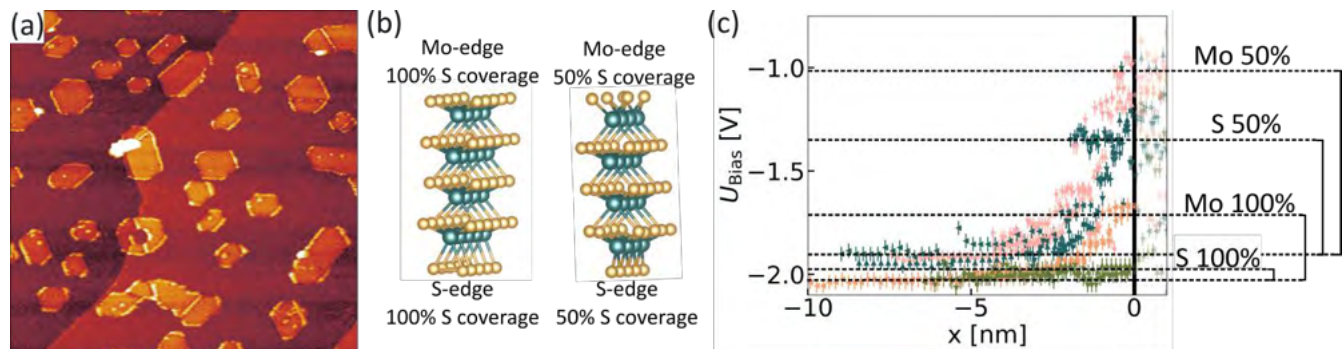 (a)
(b)
Mo-edge
100% S coverage
Mo-edge
50% S coverage
S-edge
100% S coverage
S-edge
50% S coverage
(c)
U_Bias [V]
−1.0
−1.5
−2.0
−10
−5
0
x [nm]
Mo 50%
S 50%
Mo 100%
S 100%